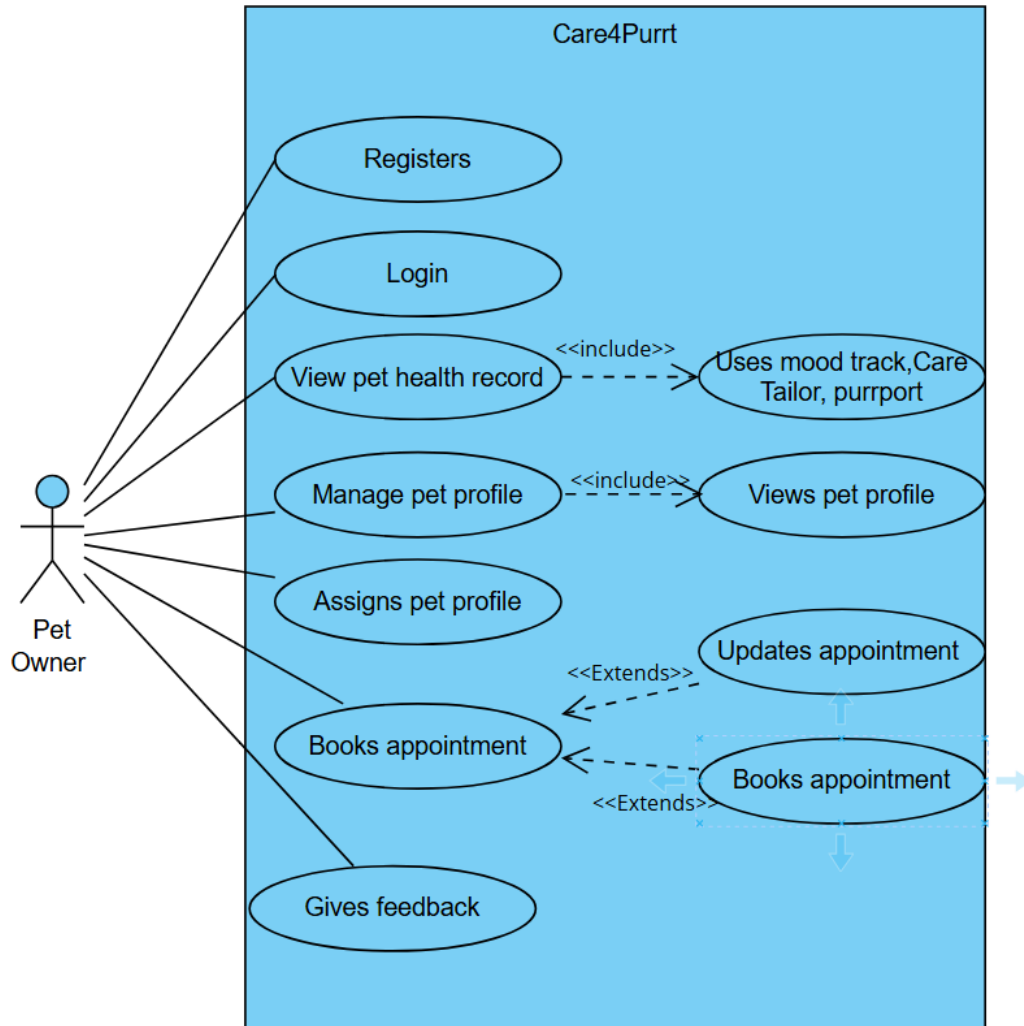 Care4Purrt
Registers
Login
View pet health record
<<include>>
Uses mood track,Care
Tailor, purrport
Manage pet profile
<<include>>
Views pet profile
Assigns pet profile
Pet
Owner
Updates appointment
<<Extends>>
Books appointment
Books appointment
<<Extends>>
Gives feedback